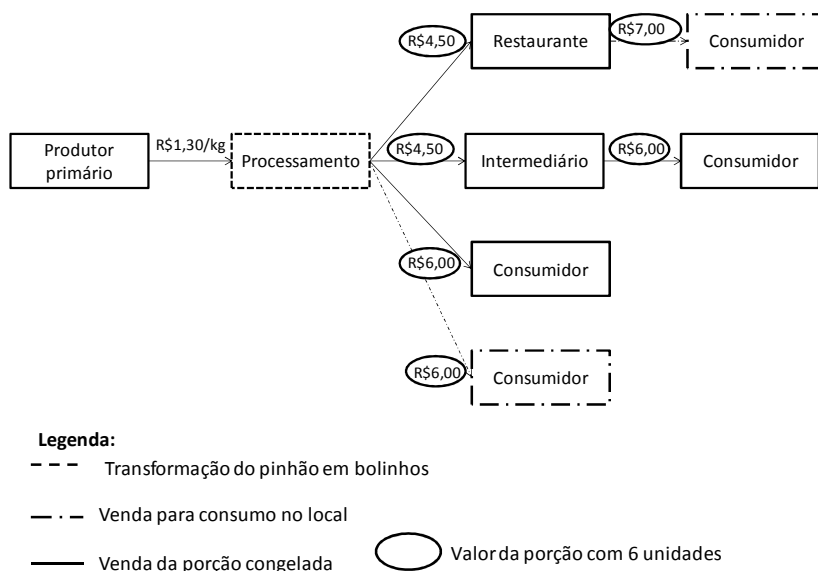 R$4,50
Restaurante
R$7,00
Consumidor
Produtor
primário
R$1,30/kg
Processamento
R$4,50
Intermediário
R$6,00
Consumidor
R$6,00
Consumidor
R$6,00
Consumidor
Legenda:
Transformação do pinhão em bolinhos
Venda para consumo no local
Venda da porção congelada
Valor da porção com 6 unidades